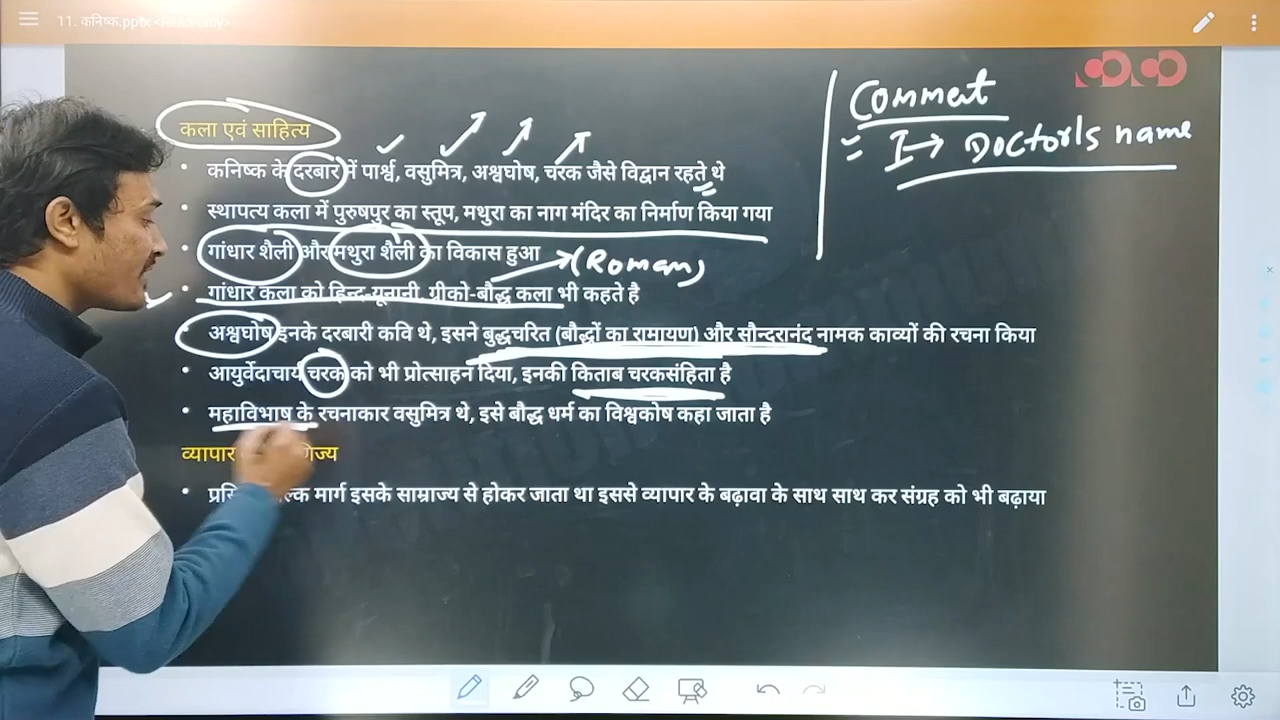 11. कनिष्क.pptx <Read-only>
Comment
I → Doctor's name
कला एवं साहित्य
कनिष्क के दरबार में पार्श्व, वसुमित्र, अश्वघोष, चरक जैसे विद्वान रहते थे
स्थापत्य कला में पुरुषपुर का स्तूप, मथुरा का नाग मंदिर का निर्माण किया गया
गांधार शैली और मथुरा शैली का विकास हुआ
(Roman)
गांधार कला को हिन्द-यूनानी, ग्रीको-बौद्ध कला भी कहते है
अश्वघोष इनके दरबारी कवि थे, इसने बुद्धचरित (बौद्धों का रामायण) और सौन्दरानंद नामक काव्यों की रचना किया
आयुर्वेदाचार्य चरक को भी प्रोत्साहन दिया, इनकी किताब चरकसंहिता है
महाविभाष के रचनाकार वसुमित्र थे, इसे बौद्ध धर्म का विश्वकोष कहा जाता है
व्यापार
मार्ग इसके साम्राज्य से होकर जाता था इससे व्यापार के बढ़ावा के साथ साथ कर संग्रह को भी बढ़ाया